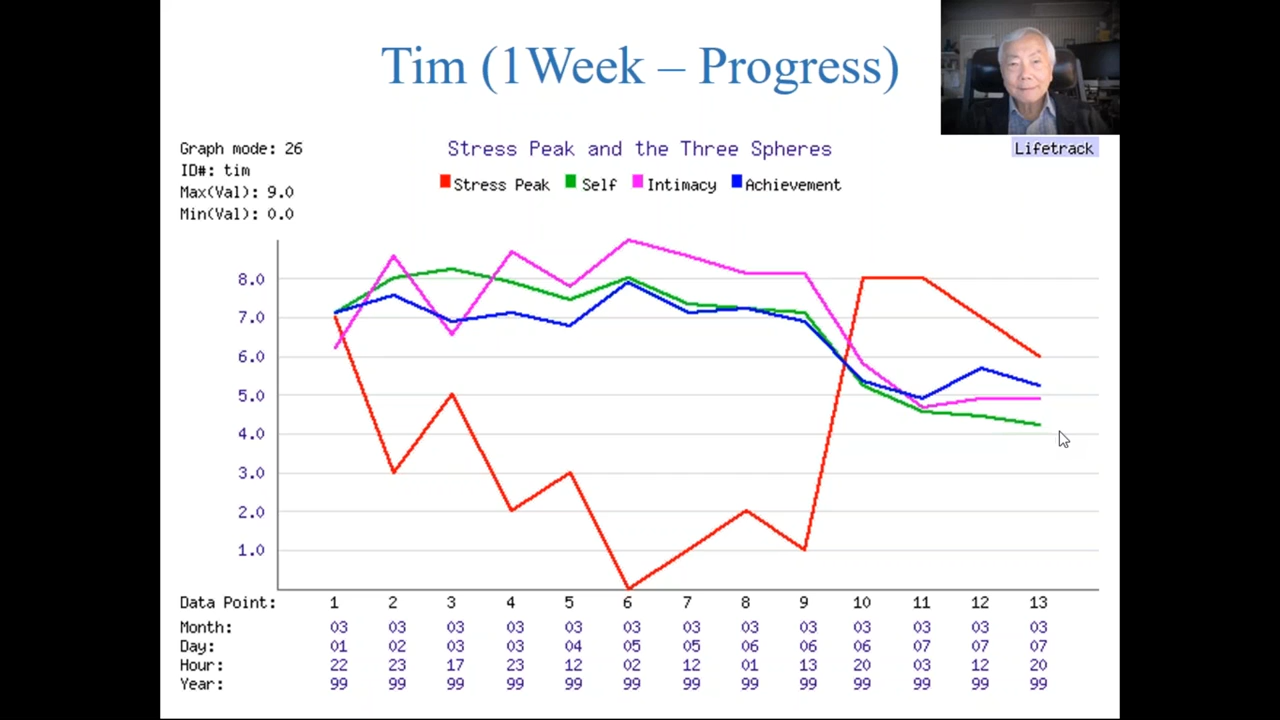 Tim (1Week – Progress)
Graph mode: 26
Stress Peak and the Three Spheres
Lifetrack
ID#: tim
Stress Peak Self Intimacy Achievement
Max(Val): 9.0
Min(Val): 0.0
8.0
7.0
6.0
5.0
4.0
3.0
2.0
1.0
Data Point: 1 2 3 4 5 6 7 8 9 10 11 12 13
Month: 03 03 03 03 03 03 03 03 03 03 03 03 03
Day: 01 02 03 03 04 05 05 06 06 06 07 07 07
Hour: 22 23 17 23 12 02 12 01 13 20 03 12 20
Year: 99 99 99 99 99 99 99 99 99 99 99 99 99